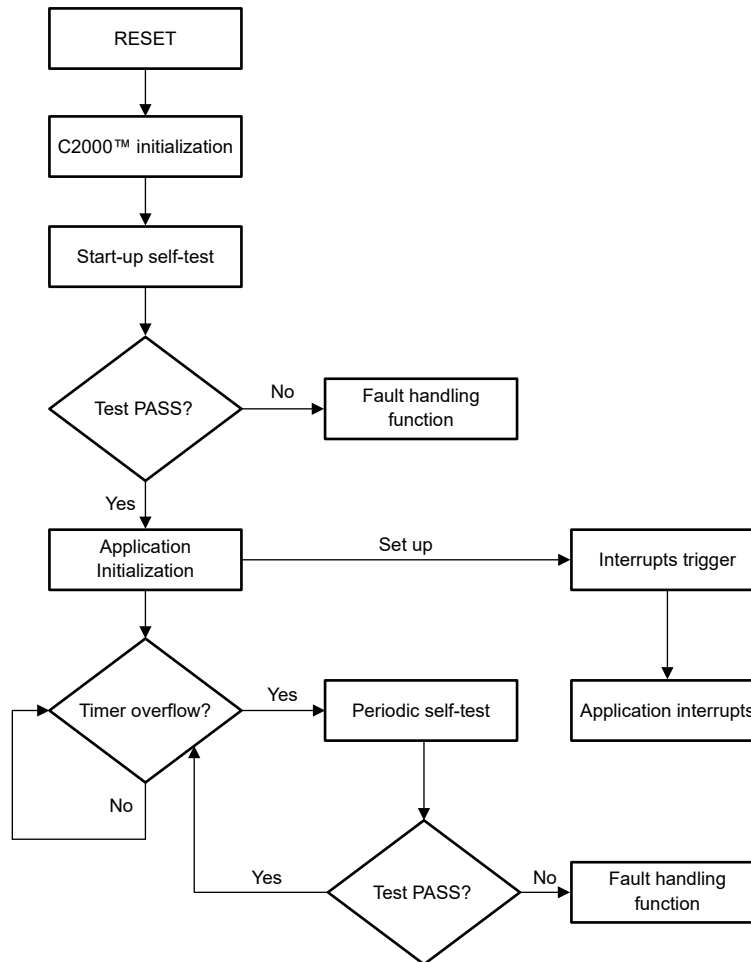 RESET
C2000™ initialization
Start-up self-test
Test PASS?
No
Fault handling
function
Yes
Application
Initialization
Set up
Interrupts trigger
Timer overflow?
Yes
Periodic self-test
Application interrupts
No
Yes
Test PASS?
No
Fault handling
function